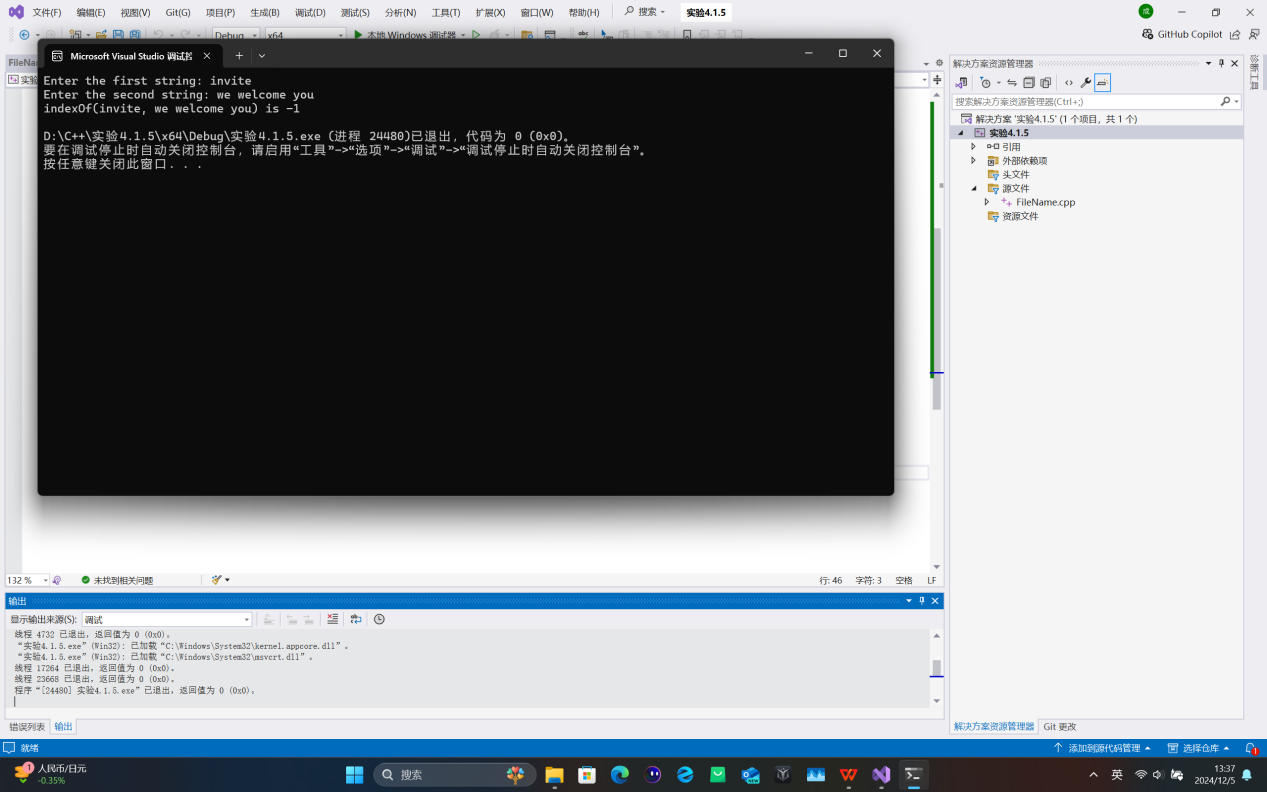 文件(F) 编辑(E) 视图(V) Git(G) 项目(P) 生成(B) 调试(D) 测试(S) 分析(N) 工具(T) 扩展(X) 窗口(W) 帮助(H) 搜索 实验4.1.5 成
GitHub Copilot
Debug x64 本地 Windows 调试器
FileNa
实验
Microsoft Visual Studio 调试控
Enter the first string: invite
Enter the second string: we welcome you
indexOf(invite, we welcome you) is -1
D:\C++\实验4.1.5\x64\Debug\实验4.1.5.exe (进程 24480)已退出，代码为 0 (0x0)。
要在调试停止时自动关闭控制台，请启用“工具”->“选项”->“调试”->“调试停止时自动关闭控制台”。
按任意键关闭此窗口. . .
解决方案资源管理器
搜索解决方案资源管理器(Ctrl+;)
解决方案 '实验4.1.5' (1 个项目，共 1 个)
实验4.1.5
引用
外部依赖项
头文件
源文件
FileName.cpp
资源文件
诊断工具
132 % 未找到相关问题 行: 46 字符: 3 空格 LF
输出
显示输出来源(S): 调试
线程 4732 已退出，返回值为 0 (0x0)。
“实验4.1.5.exe”(Win32): 已加载“C:\Windows\System32\kernel.appcore.dll”。
“实验4.1.5.exe”(Win32): 已加载“C:\Windows\System32\msvcrt.dll”。
线程 17264 已退出，返回值为 0 (0x0)。
线程 23668 已退出，返回值为 0 (0x0)。
程序“[24480] 实验4.1.5.exe”已退出，返回值为 0 (0x0)。
错误列表 输出
解决方案资源管理器 Git 更改
就绪 添加到源代码管理 选择仓库 1
1 人民币/日元
-0.35%
搜索
NEW
英
13:37
2024/12/5